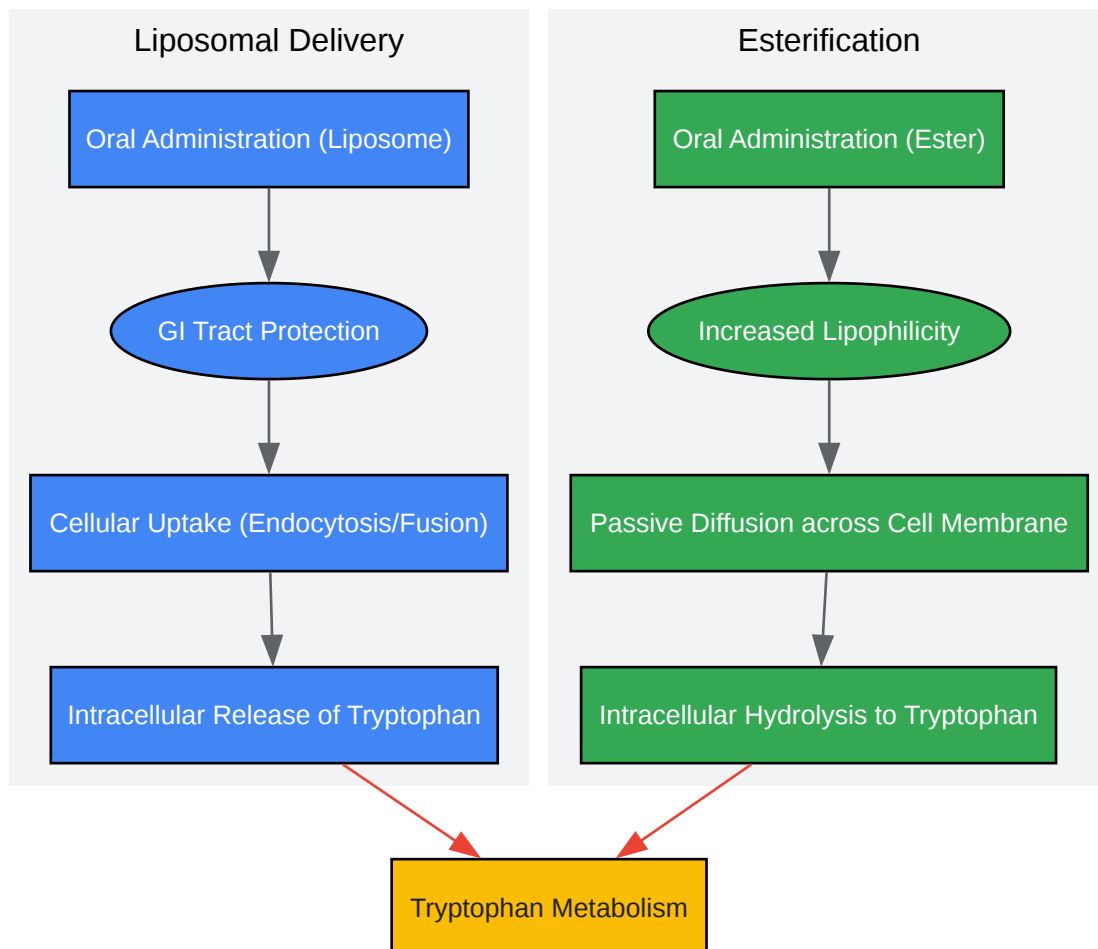 Liposomal Delivery
Oral Administration (Liposome)
GI Tract Protection
Cellular Uptake (Endocytosis/Fusion)
Intracellular Release of Tryptophan
Esterification
Oral Administration (Ester)
Increased Lipophilicity
Passive Diffusion across Cell Membrane
Intracellular Hydrolysis to Tryptophan
Tryptophan Metabolism